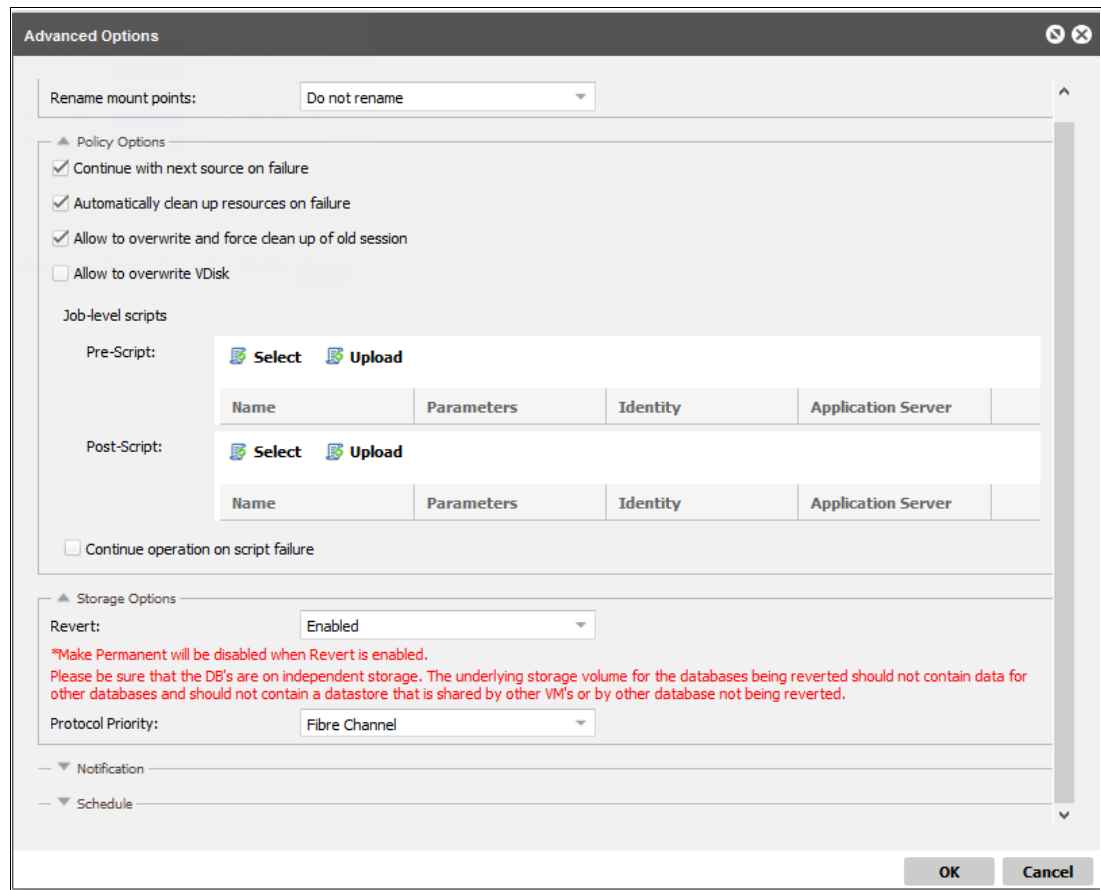 Advanced Options
Rename mount points: Do not rename
Policy Options
Continue with next source on failure
Automatically clean up resources on failure
Allow to overwrite and force clean up of old session
Allow to overwrite VDisk
Job-level scripts
Pre-Script: Select Upload
Name Parameters Identity Application Server
Post-Script: Select Upload
Name Parameters Identity Application Server
Continue operation on script failure
Storage Options
Revert: Enabled
*Make Permanent will be disabled when Revert is enabled.
Please be sure that the DB's are on independent storage. The underlying storage volume for the databases being reverted should not contain data for
other databases and should not contain a datastore that is shared by other VM's or by other database not being reverted.
Protocol Priority: Fibre Channel
Notification
Schedule
OK Cancel